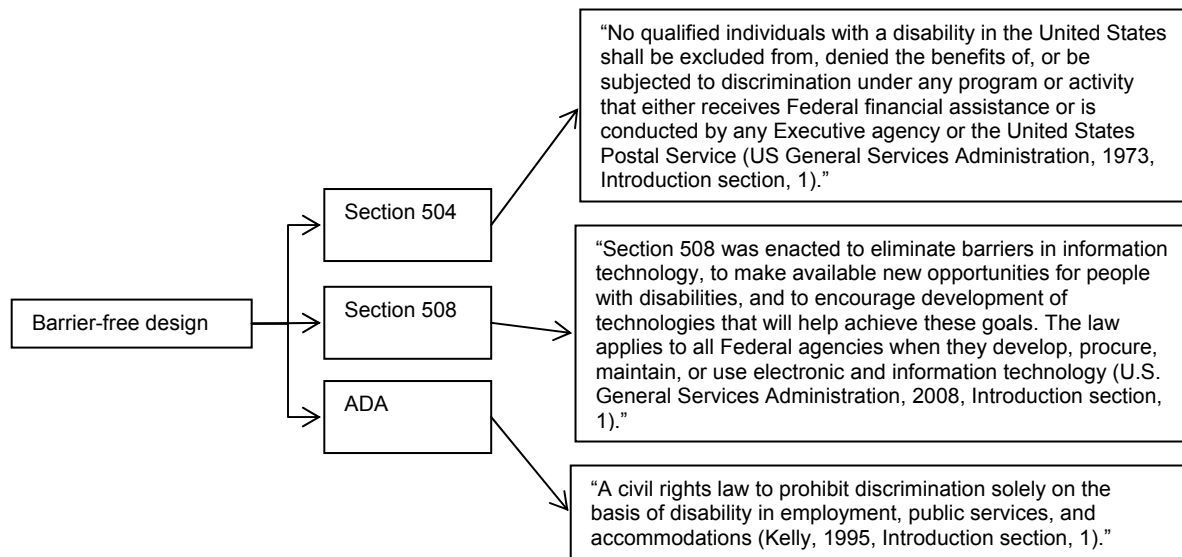 “No qualified individuals with a disability in the United States
shall be excluded from, denied the benefits of, or be
subjected to discrimination under any program or activity
that either receives Federal financial assistance or is
conducted by any Executive agency or the United States
Postal Service (US General Services Administration, 1973,
Introduction section, 1).”
Section 504
“Section 508 was enacted to eliminate barriers in information
technology, to make available new opportunities for people
with disabilities, and to encourage development of
technologies that will help achieve these goals. The law
applies to all Federal agencies when they develop, procure,
maintain, or use electronic and information technology (U.S.
General Services Administration, 2008, Introduction section,
1).”
Section 508
Barrier-free design
ADA
“A civil rights law to prohibit discrimination solely on the
basis of disability in employment, public services, and
accommodations (Kelly, 1995, Introduction section, 1).”